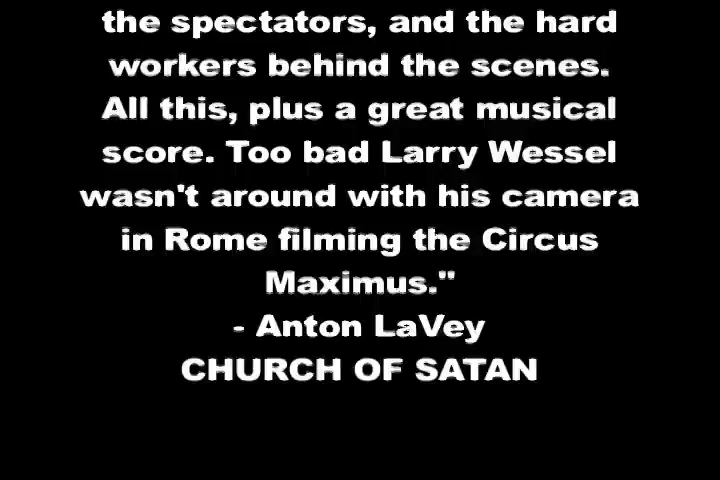 the spectators, and the hard
workers behind the scenes.
All this, plus a great musical
score. Too bad Larry Wessel
wasn't around with his camera
in Rome filming the Circus
Maximus."
- Anton LaVey
CHURCH OF SATAN